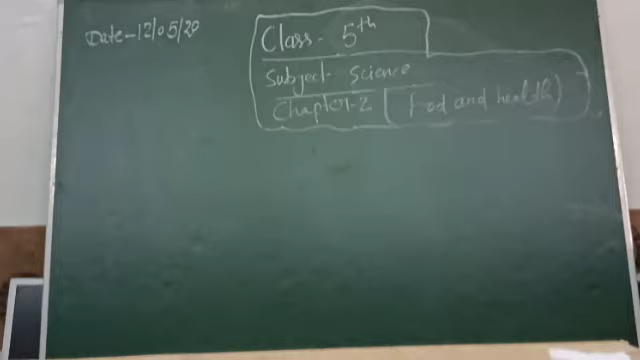 Date-12/05/20
Class- 5th
Subject- Science
Chapter-2 (Food and health)